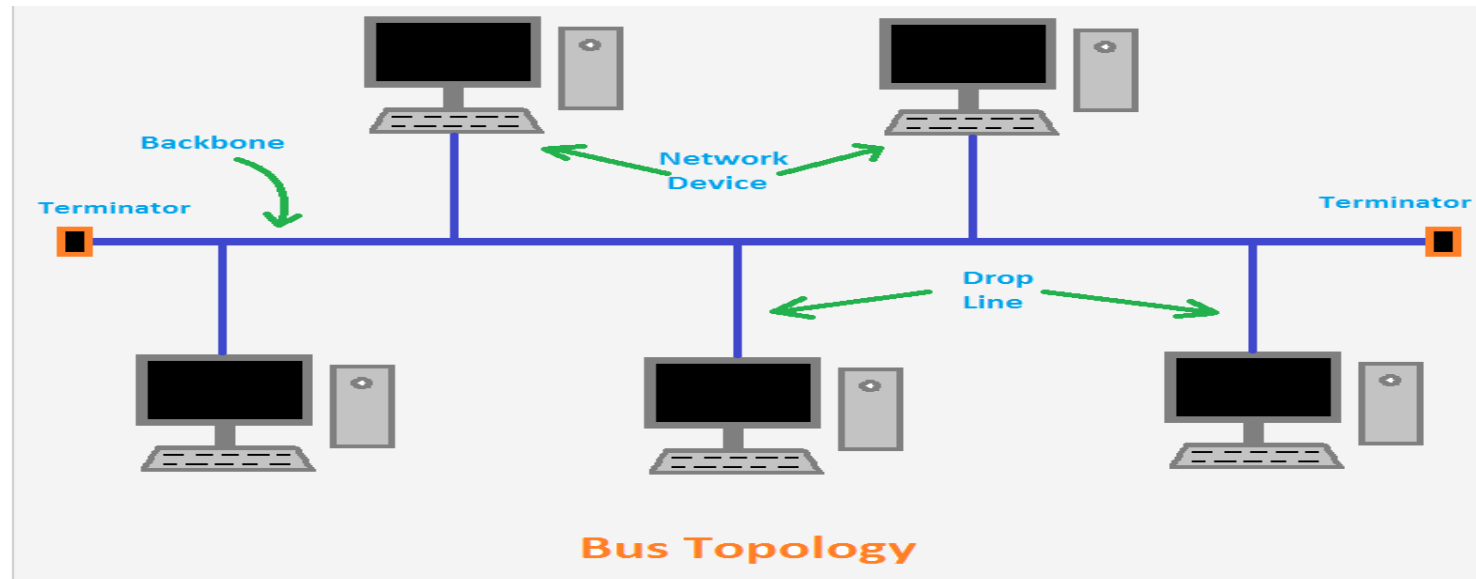 Backbone
Network
Device
Terminator
Terminator
Drop
Line
Bus Topology